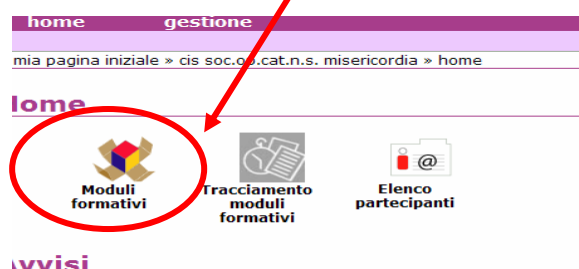 home gestione
mia pagina iniziale » cis soc.op.cat.n.s. misericordia » home
Home
Moduli formativi
Tracciamento moduli formativi
@
Elenco partecipanti
Avvisi